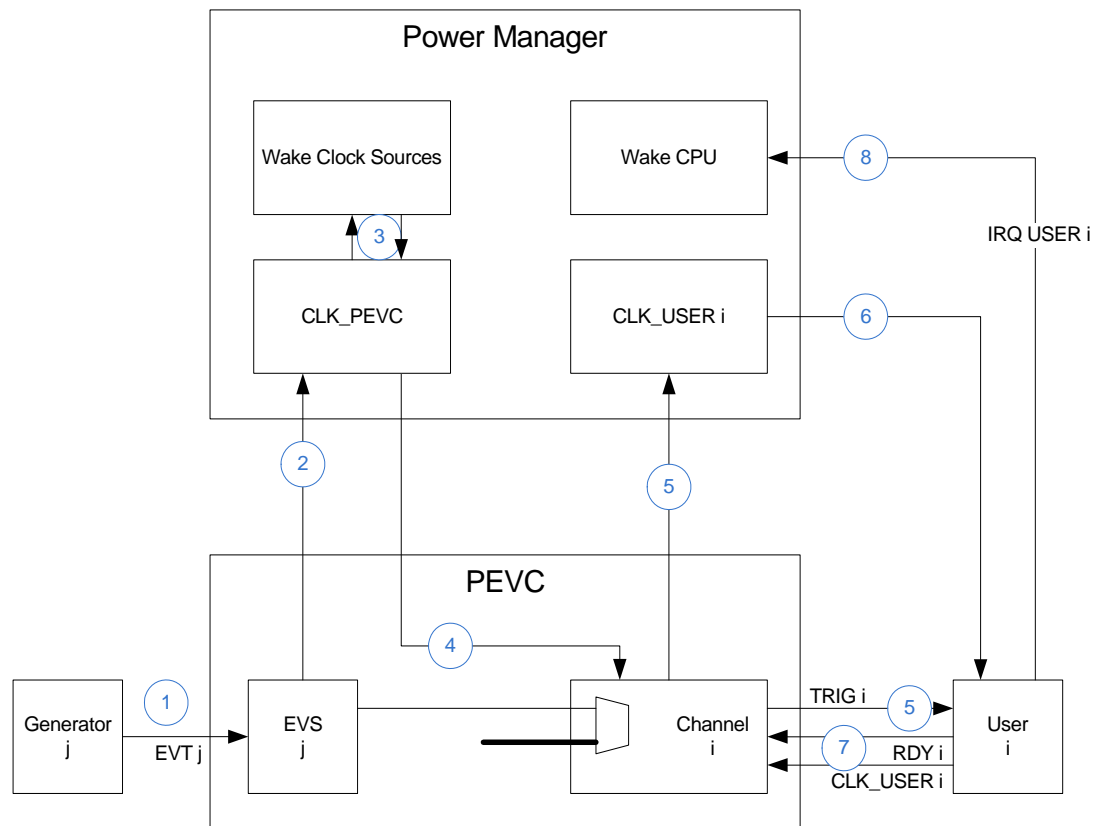 Power Manager
Wake Clock Sources
Wake CPU
8
3
IRQ USER i
CLK_PEVC
CLK_USER i
6
2
5
PEVC
4
1
TRIG i
5
Generator
j
EVT j
EVS
j
Channel
i
7
RDY i
CLK_USER i
User
i